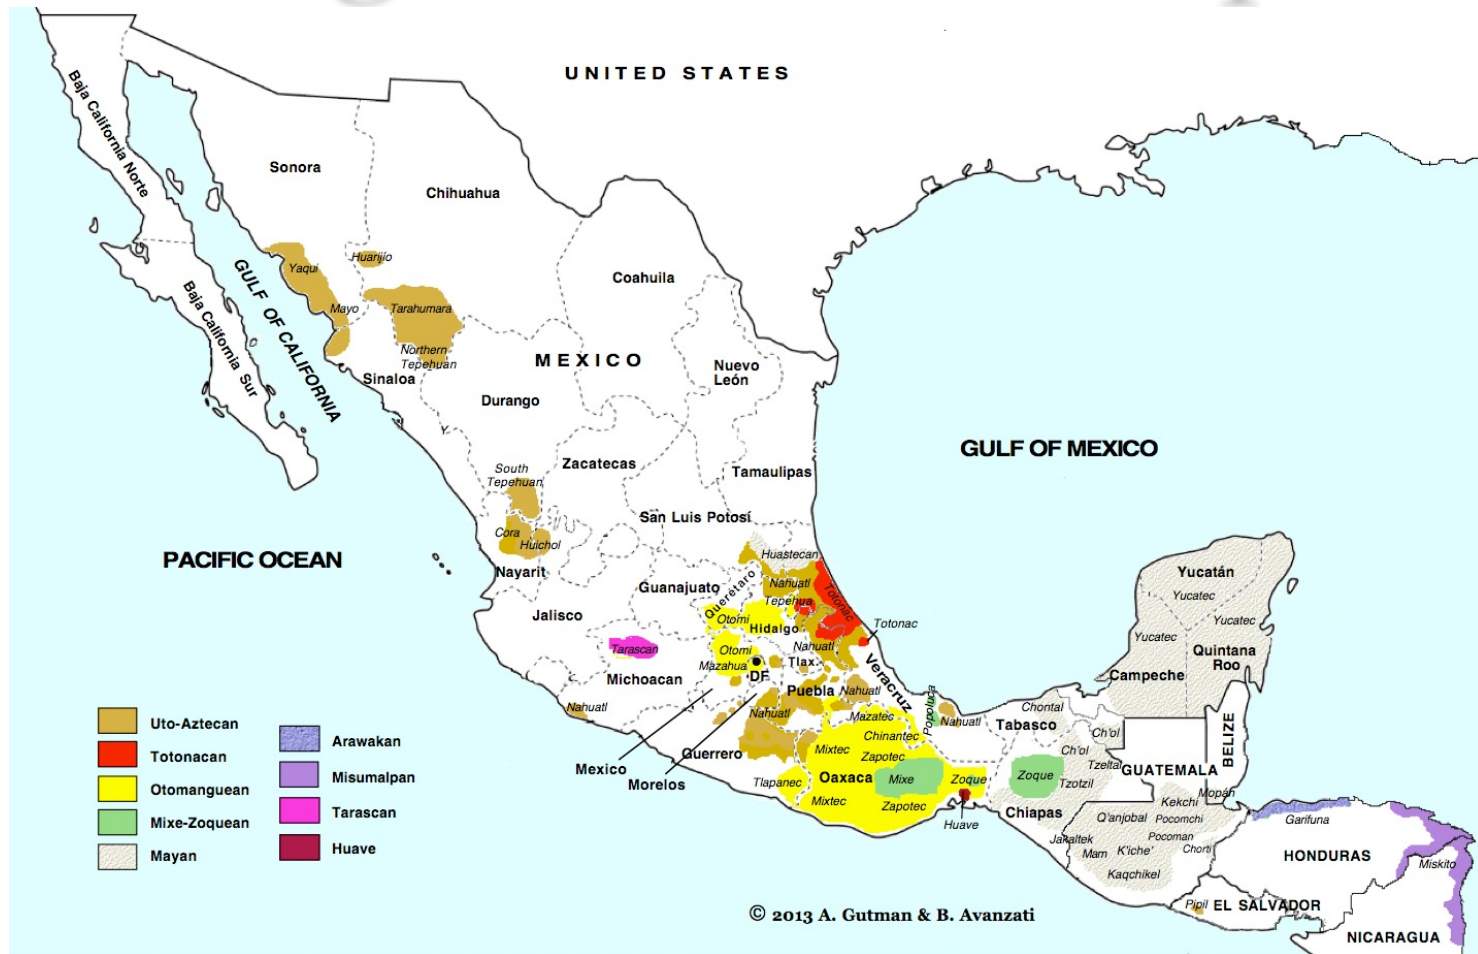 UNITED STATES
Baja California Norte
Sonora
Chihuahua
Coahuila
Yaqui
Huarijío
GULF OF CALIFORNIA
Baja California Sur
Mayo
Tarahumara
Northern
Tepehuan
MEXICO
Nuevo
León
Sinaloa
Durango
GULF OF MEXICO
Zacatecas
Tamaulipas
South
Tepehuan
San Luis Potosí
Cora
Huichol
Huastecan
PACIFIC OCEAN
Nayarit
Guanajuato
Querétaro
Nahuatl
Tepehua
Totonac
Yucatán
Yucatec
Jalisco
Otomi
Hidalgo
Totonac
Yucatec
Yucatec
Tarascan
Otomi
Mazahua
Nahuatl
Tlax.
DF
Veracruz
Quintana
Roo
Campeche
Michoacan
Puebla
Nahuatl
Nahuatl
Nahuatl
Mazatec
Popoluca
Nahuatl
Chontal
Tabasco
Ch'ol
BELIZE
Chinantec
Guerrero
Mixtec
Zapotec
Ch'ol
Tzeltal
Mexico
Morelos
Tlapanec
Oaxaca
Mixe
Zoque
Zoque
Tzotzil
GUATEMALA
Mixtec
Zapotec
Huave
Chiapas
Mopán
Kekchi
Q'anjobal
Pocomchi
Garifuna
Jakaltek
Pocoman
Mam
K'iche'
Chorti
HONDURAS
Miskito
Kaqchikel
Pipil
EL SALVADOR
NICARAGUA
Uto-Aztecan
Totonacan
Otomanguean
Mixe-Zoquean
Mayan
Arawakan
Misumalpan
Tarascan
Huave
© 2013 A. Gutman & B. Avanzati